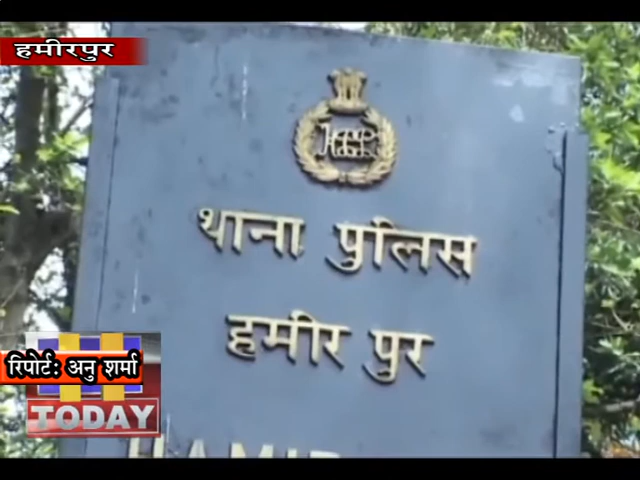 हमीरपुर
थाना पुलिस
हमीर पुर
रिपोर्ट: अनु शर्मा
TODAY